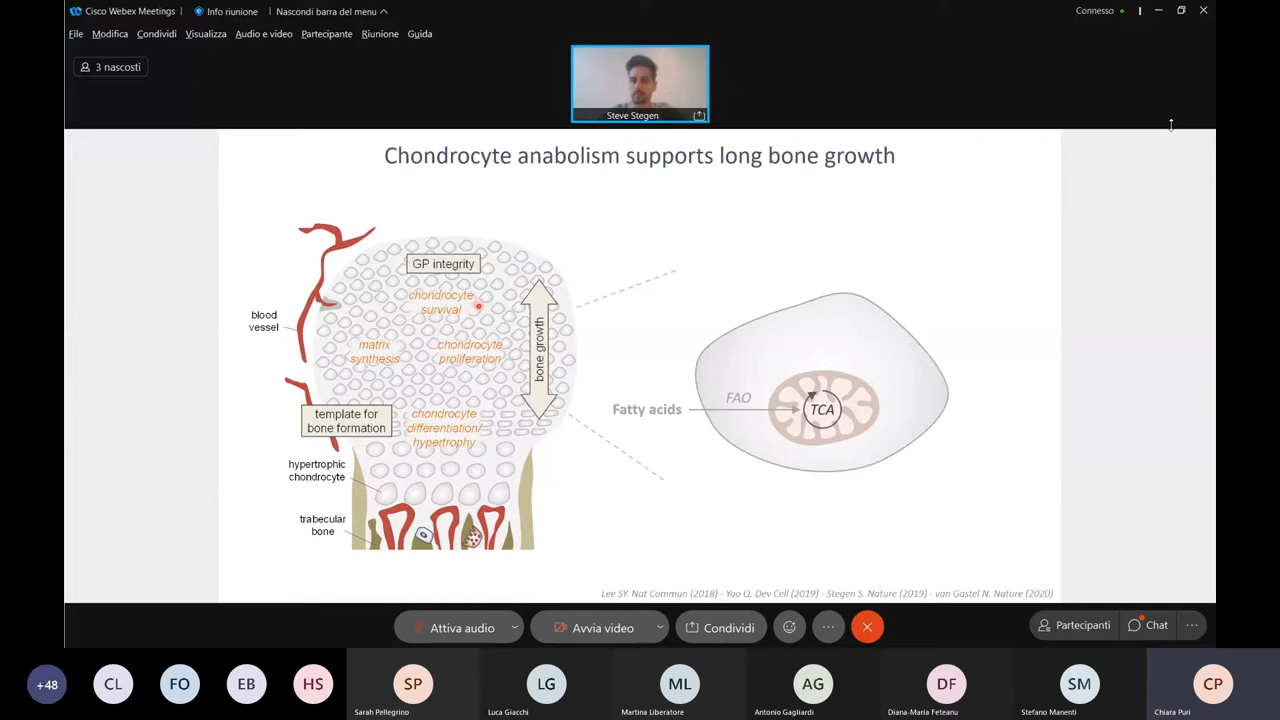 Cisco Webex Meetings
Info riunione
Nascondi barra del menu
Connesso
File Modifica Condividi Visualizza Audio e video Partecipante Riunione Guida
3 nascosti
Steve Stegen
Chondrocyte anabolism supports long bone growth
GP integrity
chondrocyte
survival
blood
vessel
matrix
synthesis
chondrocyte
proliferation
bone growth
template for
bone formation
chondrocyte
differentiation/
hypertrophy
hypertrophic
chondrocyte
trabecular
bone
Fatty acids
FAO
TCA
Lee SY. Nat Commun (2018) - Yao Q. Dev Cell (2019) - Stegen S. Nature (2019) - van Gastel N. Nature (2020)
Attiva audio
Avvia video
Condividi
Partecipanti
Chat
+48
CL
FO
EB
HS
SP
LG
ML
AG
DF
SM
CP
Sarah Pellegrino
Luca Giacchi
Martina Liberatore
Antonio Gagliardi
Diana-Maria Feteanu
Stefano Manenti
Chiara Puri